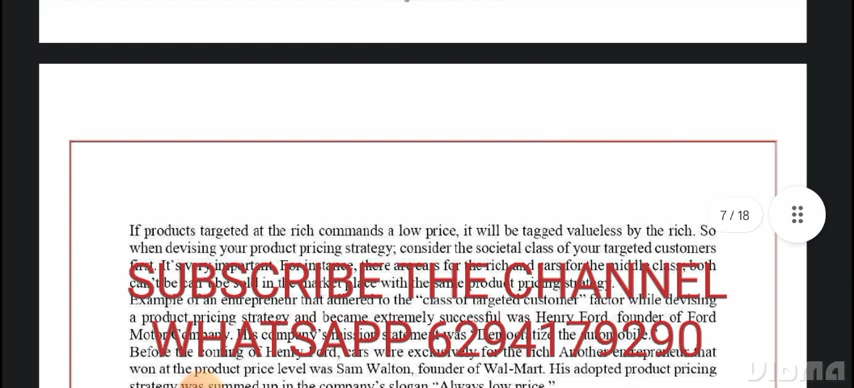 7 / 18
If products targeted at the rich commands a low price, it will be tagged valueless by the rich. So
when devising your product pricing strategy; consider the societal class of your targeted customers
first. It's very important. For instance, there are cars for the rich and cars for the middle class; both
can't be can't be sold in the market place with the same product pricing strategy.
SUBSCRIBE THE CHANNEL
Example of an entrepreneur that adhered to the "class of targeted customer" factor while devising
a product pricing strategy and became extremely successful was Henry Ford, founder of Ford
Motor Company. His company's mission statement was "Democratize the automobile.
WHATSAPP 6294179290
Before the coming of Henry Ford, cars were exclusively for the rich. Another entrepreneur that
won at the product price level was Sam Walton, founder of Wal-Mart. His adopted product pricing
strategy was summed up in the company's slogan "Always low price."
VIDMA